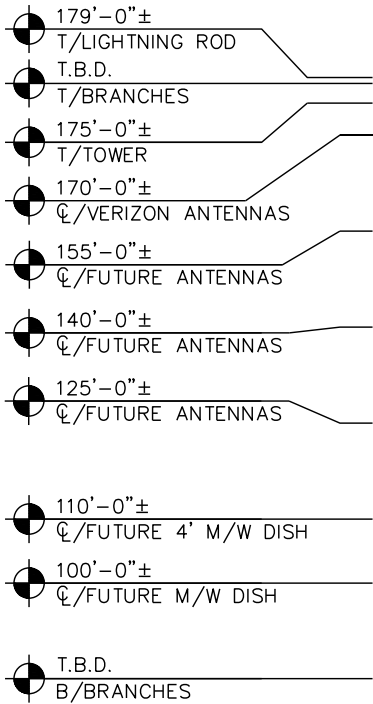 179'-0"±
T/LIGHTNING ROD
T.B.D.
T/BRANCHES
175'-0"±
T/TOWER
170'-0"±
℄/VERIZON ANTENNAS
155'-0"±
℄/FUTURE ANTENNAS
140'-0"±
℄/FUTURE ANTENNAS
125'-0"±
℄/FUTURE ANTENNAS
110'-0"±
℄/FUTURE 4' M/W DISH
100'-0"±
℄/FUTURE M/W DISH
T.B.D.
B/BRANCHES